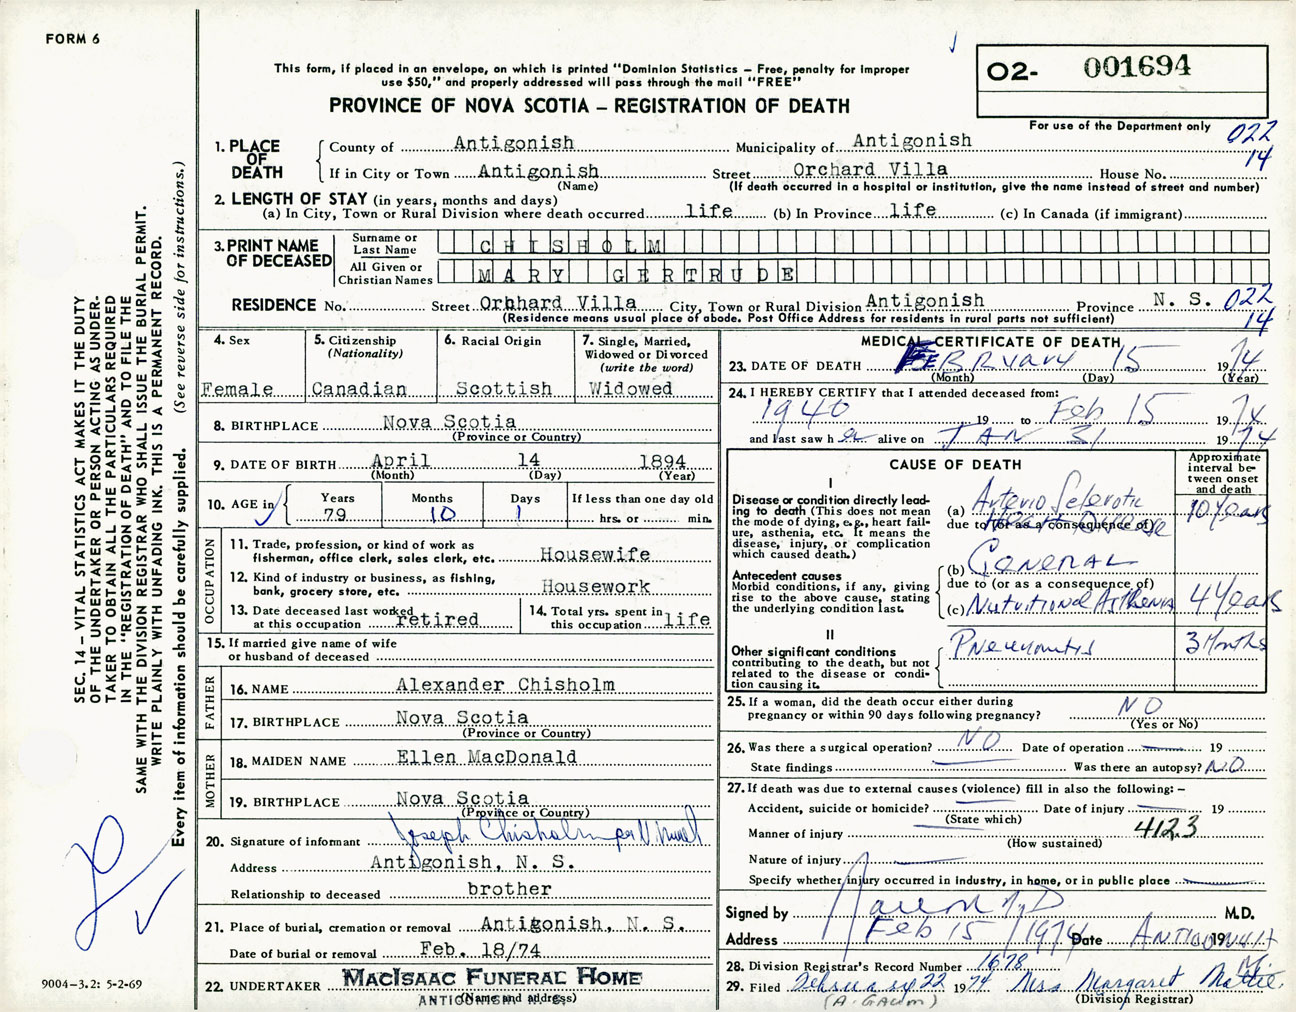 FORM 6
This form, if placed in an envelope, on which is printed "Dominion Statistics – Free, penalty for improper
use $50," and properly addressed will pass through the mail "FREE"
PROVINCE OF NOVA SCOTIA – REGISTRATION OF DEATH
02- 001694
For use of the Department only
022
14
1. PLACE OF DEATH
County of Antigonish Municipality of Antigonish
If in City or Town Antigonish Street Orchard Villa House No.
(Name) (If death occurred in a hospital or institution, give the name instead of street and number)
2. LENGTH OF STAY (in years, months and days)
(a) In City, Town or Rural Division where death occurred life (b) In Province life (c) In Canada (if immigrant)
3. PRINT NAME OF DECEASED
Surname or Last Name CHISHOLM
All Given or Christian Names MARY GERTRUDE
RESIDENCE No. Street Orbhard Villa City, Town or Rural Division Antigonish Province N. S. 022
(Residence means usual place of abode. Post Office Address for residents in rural parts not sufficient) 14
4. Sex
Female
5. Citizenship
(Nationality)
Canadian
6. Racial Origin
Scottish
7. Single, Married,
Widowed or Divorced
(write the word)
Widowed
8. BIRTHPLACE Nova Scotia
(Province or Country)
9. DATE OF BIRTH April 14 1894
(Month) (Day) (Year)
10. AGE in Years Months Days If less than one day old
79 10 1 hrs. or min.
OCCUPATION
11. Trade, profession, or kind of work as
fisherman, office clerk, sales clerk, etc. Housewife
12. Kind of industry or business, as fishing,
bank, grocery store, etc. Housework
13. Date deceased last worked
at this occupation retired
14. Total yrs. spent in
this occupation life
15. If married give name of wife
or husband of deceased
FATHER
16. NAME Alexander Chisholm
17. BIRTHPLACE Nova Scotia
(Province or Country)
MOTHER
18. MAIDEN NAME Ellen MacDonald
19. BIRTHPLACE Nova Scotia
(Province or Country)
20. Signature of informant Joseph Chisholm per
Address Antigonish, N. S.
Relationship to deceased brother
21. Place of burial, cremation or removal Antigonish, N. S.
Date of burial or removal Feb. 18/74
22. UNDERTAKER MACISAAC FUNERAL HOME
ANTIGONISH N. S.
(Name and address)
MEDICAL CERTIFICATE OF DEATH
23. DATE OF DEATH FEBRUARY 15 1974
(Month) (Day) (Year)
24. I HEREBY CERTIFY that I attended deceased from:
1940 19 to Feb 15 74
and last saw h er alive on JAN 31 1974
CAUSE OF DEATH
Approximate interval between onset and death
I
Disease or condition directly leading to death (This does not mean the mode of dying, e.g., heart failure, asthenia, etc. It means the disease, injury, or complication which caused death.)
(a) Arterio Sclerotic 10 Years
Heart Disease
due to (or as a consequence of)
Antecedent causes
Morbid conditions, if any, giving rise to the above cause, stating the underlying condition last.
(b) GENERAL
due to (or as a consequence of)
(c) Nutritional Asthenia 4 Years
II
Other significant conditions
contributing to the death, but not related to the disease or condition causing it.
Pneumonitis 3 Months
25. If a woman, did the death occur either during
pregnancy or within 90 days following pregnancy? NO
(Yes or No)
26. Was there a surgical operation? NO Date of operation 19
State findings Was there an autopsy? NO
27. If death was due to external causes (violence) fill in also the following: –
Accident, suicide or homicide? Date of injury 19
(State which)
Manner of injury 412.3
(How sustained)
Nature of injury
Specify whether injury occurred in industry, in home, or in public place
Signed by MD M.D.
Address Feb 15 / 1974 Date ANTIGONISH 19
28. Division Registrar's Record Number 1678
29. Filed February 22 1974 Mrs Margaret M. Mattie
(Division Registrar)
SEC. 14 – VITAL STATISTICS ACT MAKES IT THE DUTY
OF THE UNDERTAKER OR PERSON ACTING AS UNDER-
TAKER TO OBTAIN ALL THE PARTICULARS REQUIRED
IN THE "REGISTRATION OF DEATH" AND TO FILE THE
SAME WITH THE DIVISION REGISTRAR WHO SHALL ISSUE THE BURIAL PERMIT.
WRITE PLAINLY WITH UNFADING INK. THIS IS A PERMANENT RECORD.
Every item of information should be carefully supplied. (See reverse side for instructions.)
9004-3.2: 5-2-69